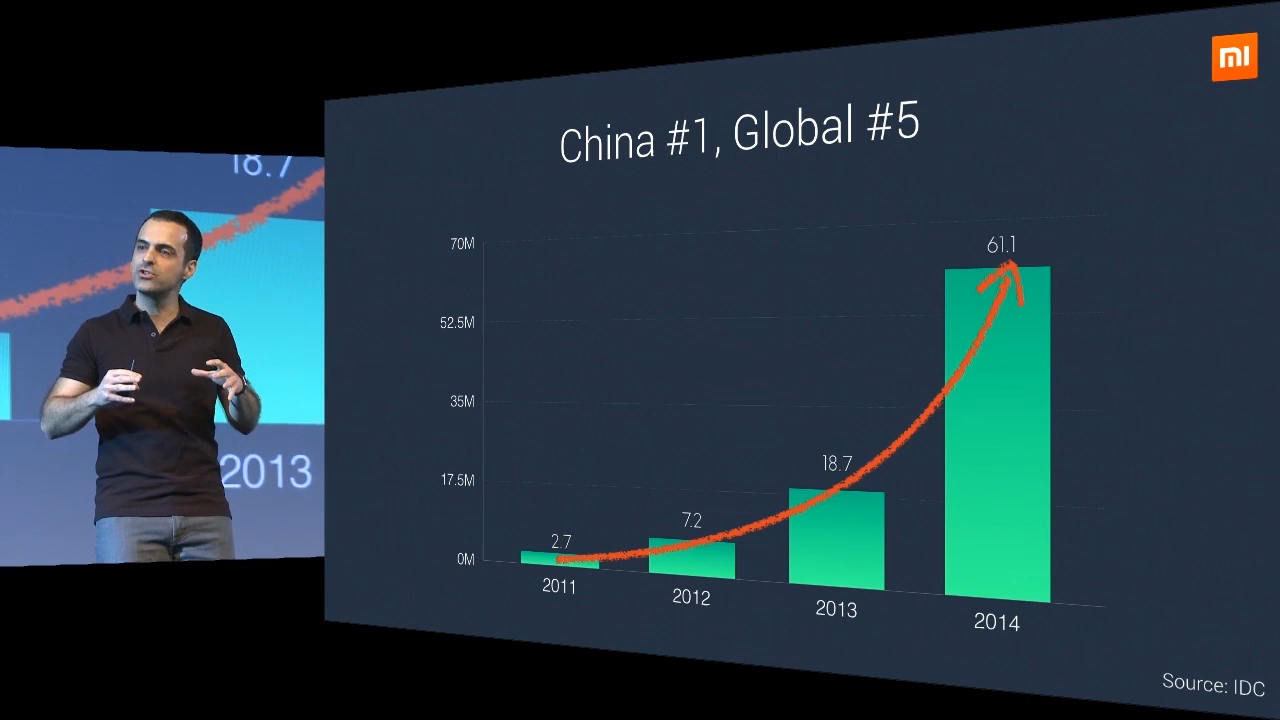 18.7
2013
mi
China #1, Global #5
70M
52.5M
35M
17.5M
0M
2.7
7.2
18.7
61.1
2011
2012
2013
2014
Source: IDC